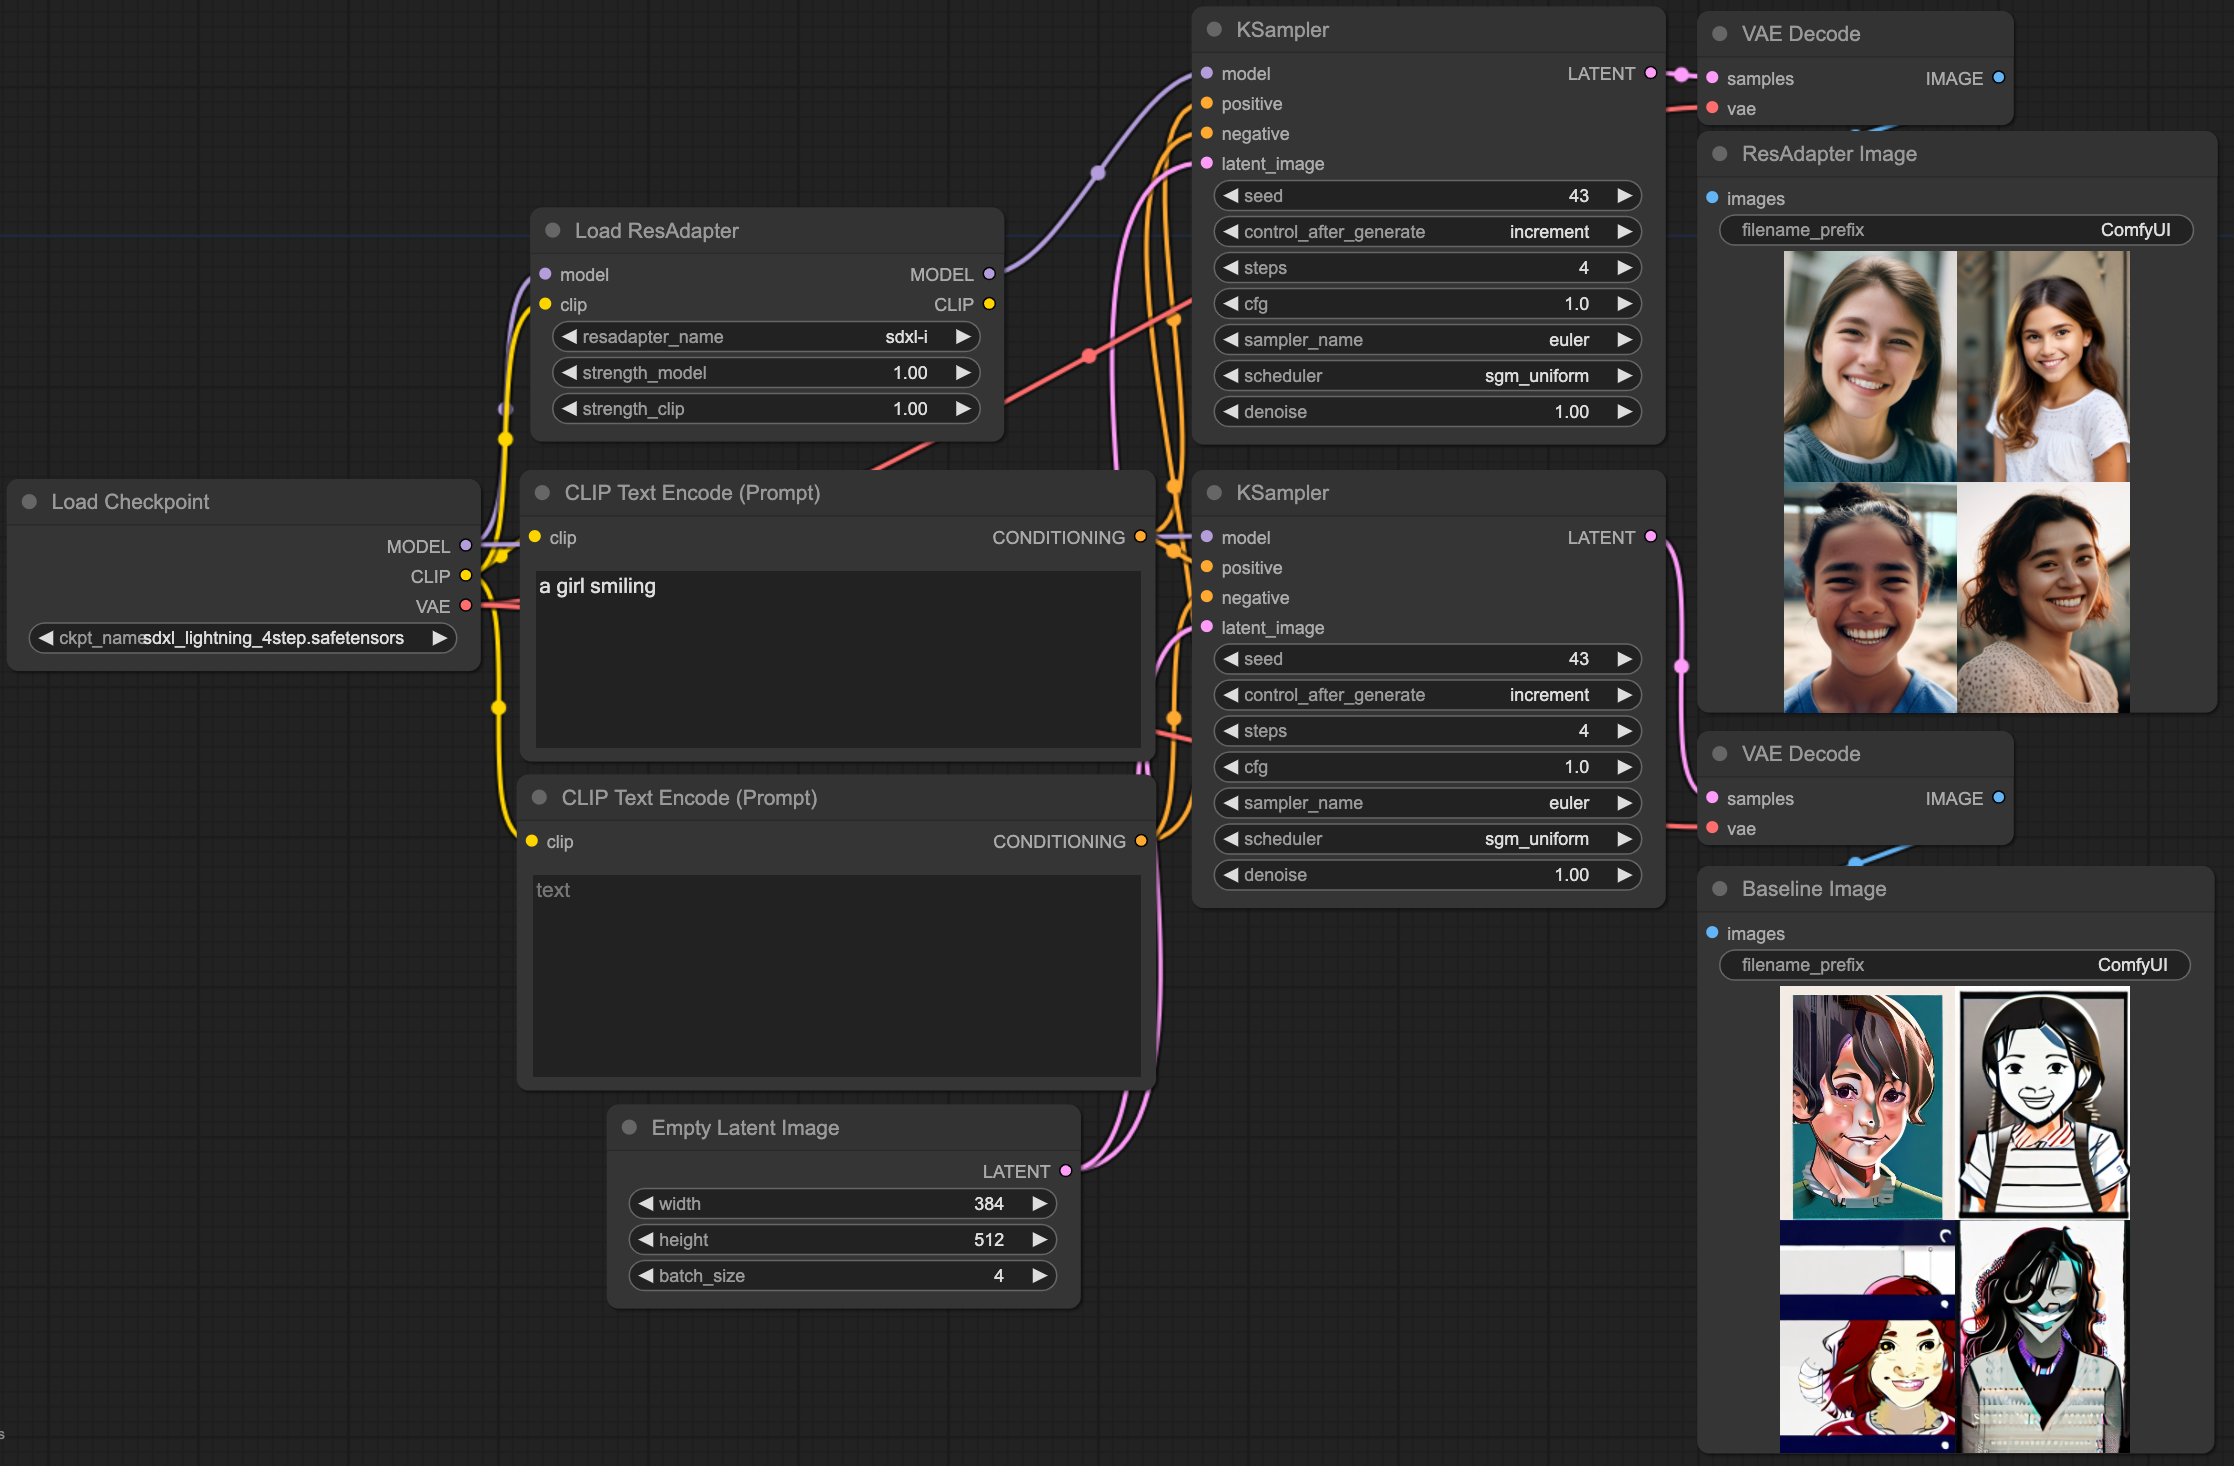 Load Checkpoint
MODEL
CLIP
VAE
ckpt_name sdxl_lightning_4step.safetensors
Load ResAdapter
model MODEL
clip CLIP
resadapter_name sdxl-i
strength_model 1.00
strength_clip 1.00
CLIP Text Encode (Prompt)
clip CONDITIONING
a girl smiling
CLIP Text Encode (Prompt)
clip CONDITIONING
text
Empty Latent Image
LATENT
width 384
height 512
batch_size 4
KSampler
model LATENT
positive
negative
latent_image
seed 43
control_after_generate increment
steps 4
cfg 1.0
sampler_name euler
scheduler sgm_uniform
denoise 1.00
KSampler
model LATENT
positive
negative
latent_image
seed 43
control_after_generate increment
steps 4
cfg 1.0
sampler_name euler
scheduler sgm_uniform
denoise 1.00
VAE Decode
samples IMAGE
vae
ResAdapter Image
images
filename_prefix ComfyUI
VAE Decode
samples IMAGE
vae
Baseline Image
images
filename_prefix ComfyUI
s